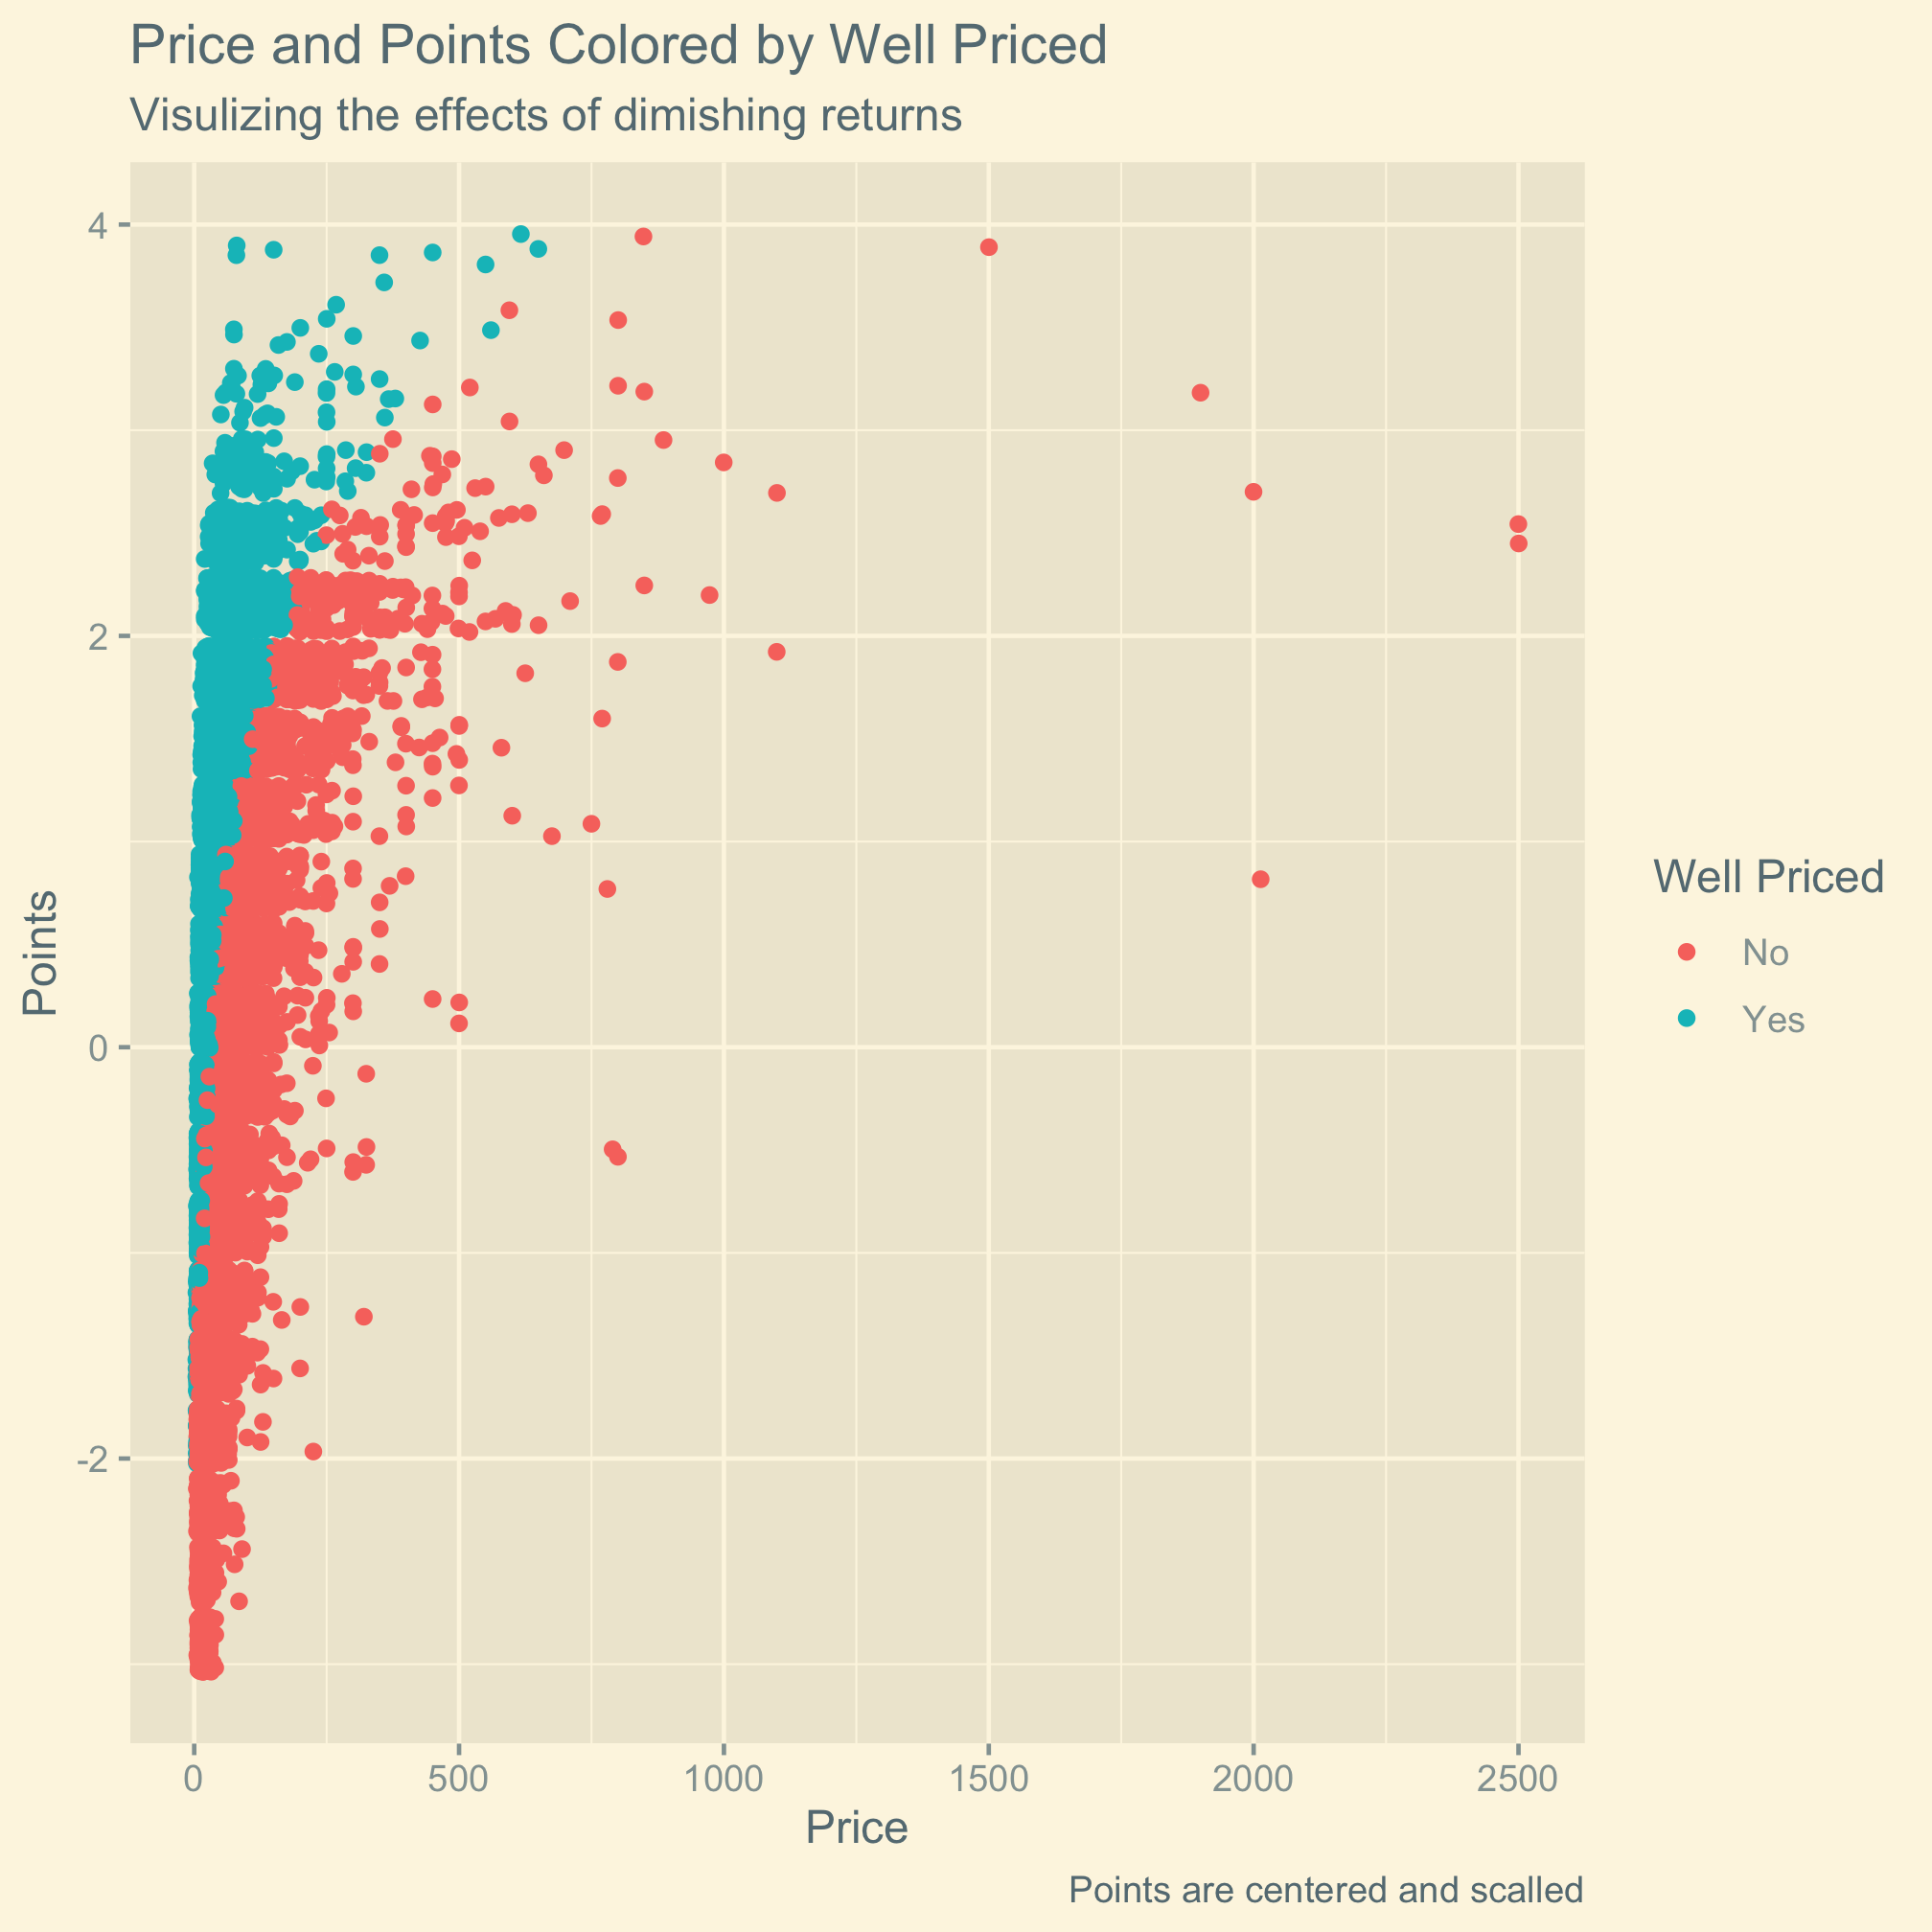 Price and Points Colored by Well Priced
Visulizing the effects of dimishing returns
4
2
0
-2
Points
0 500 1000 1500 2000 2500
Price
Well Priced
No
Yes
Points are centered and scalled